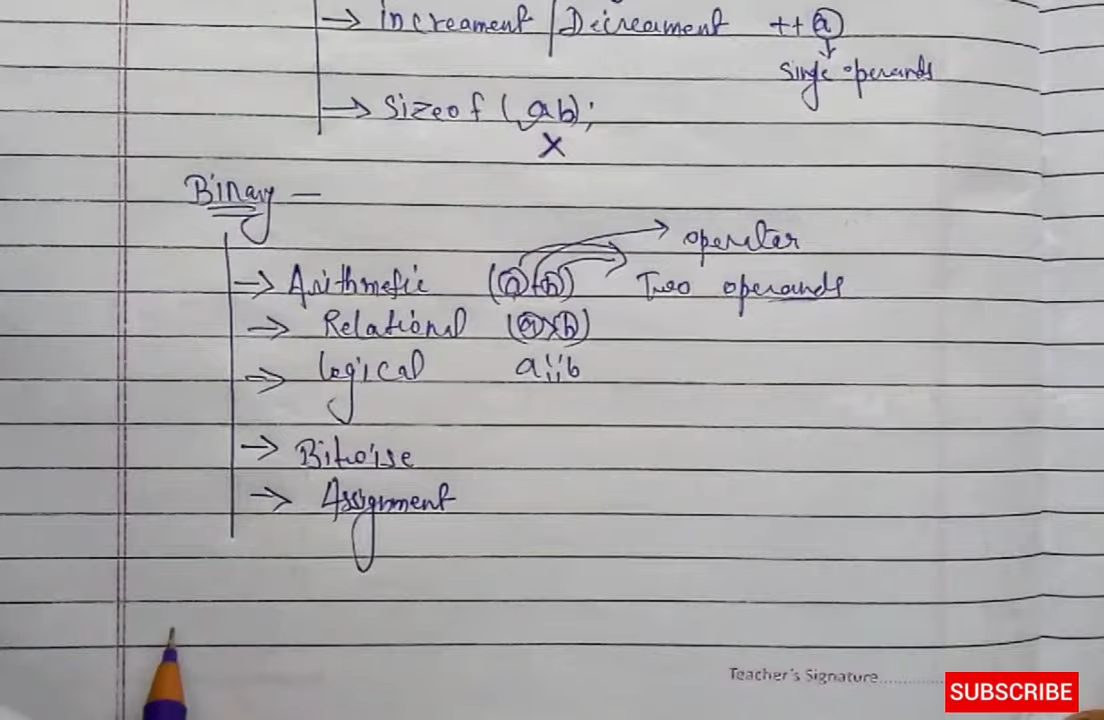 → Increament / Decreament ++a
single operands
→ Sizeof (ab);
X
Binary —
→ Arithmetic (a+b) → operator
→ Two operands
→ Relational (a>b)
→ logical a¦¦b
→ Bitwise
→ Assignment
Teacher's Signature..............
SUBSCRIBE